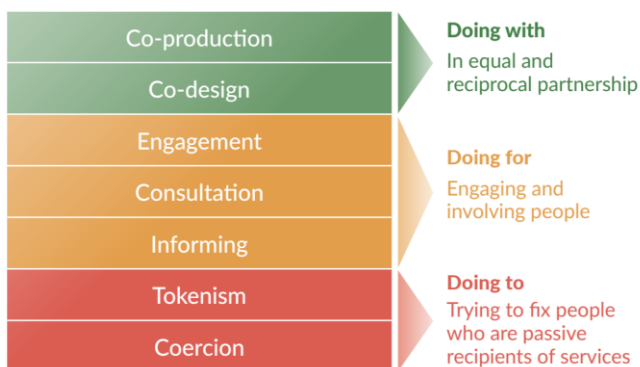 Co-production
Co-design
Engagement
Consultation
Informing
Tokenism
Coercion
Doing with
In equal and
reciprocal partnership
Doing for
Engaging and
involving people
Doing to
Trying to fix people
who are passive
recipients of services